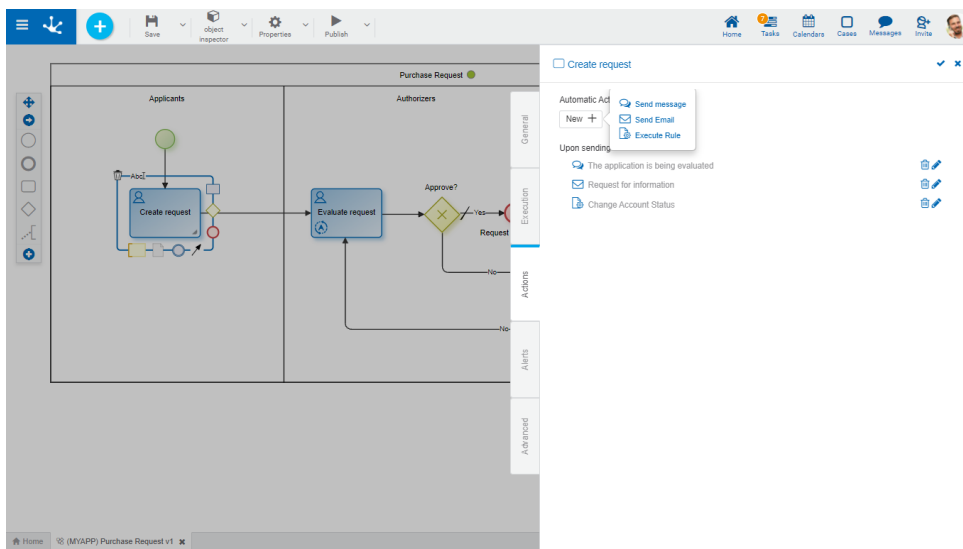 Save
object
inspector
Properties
Publish
Home
7
Tasks
Calendars
Cases
Messages
Invite
Purchase Request
Applicants
Authorizers
Abc
Create request
Evaluate request
Approve?
Yes
Request
No
No
General
Execution
Actions
Alerts
Advanced
Create request
Automatic Act
New
Send message
Send Email
Execute Rule
Upon sending
The application is being evaluated
Request for information
Change Account Status
Home
(MYAPP) Purchase Request v1